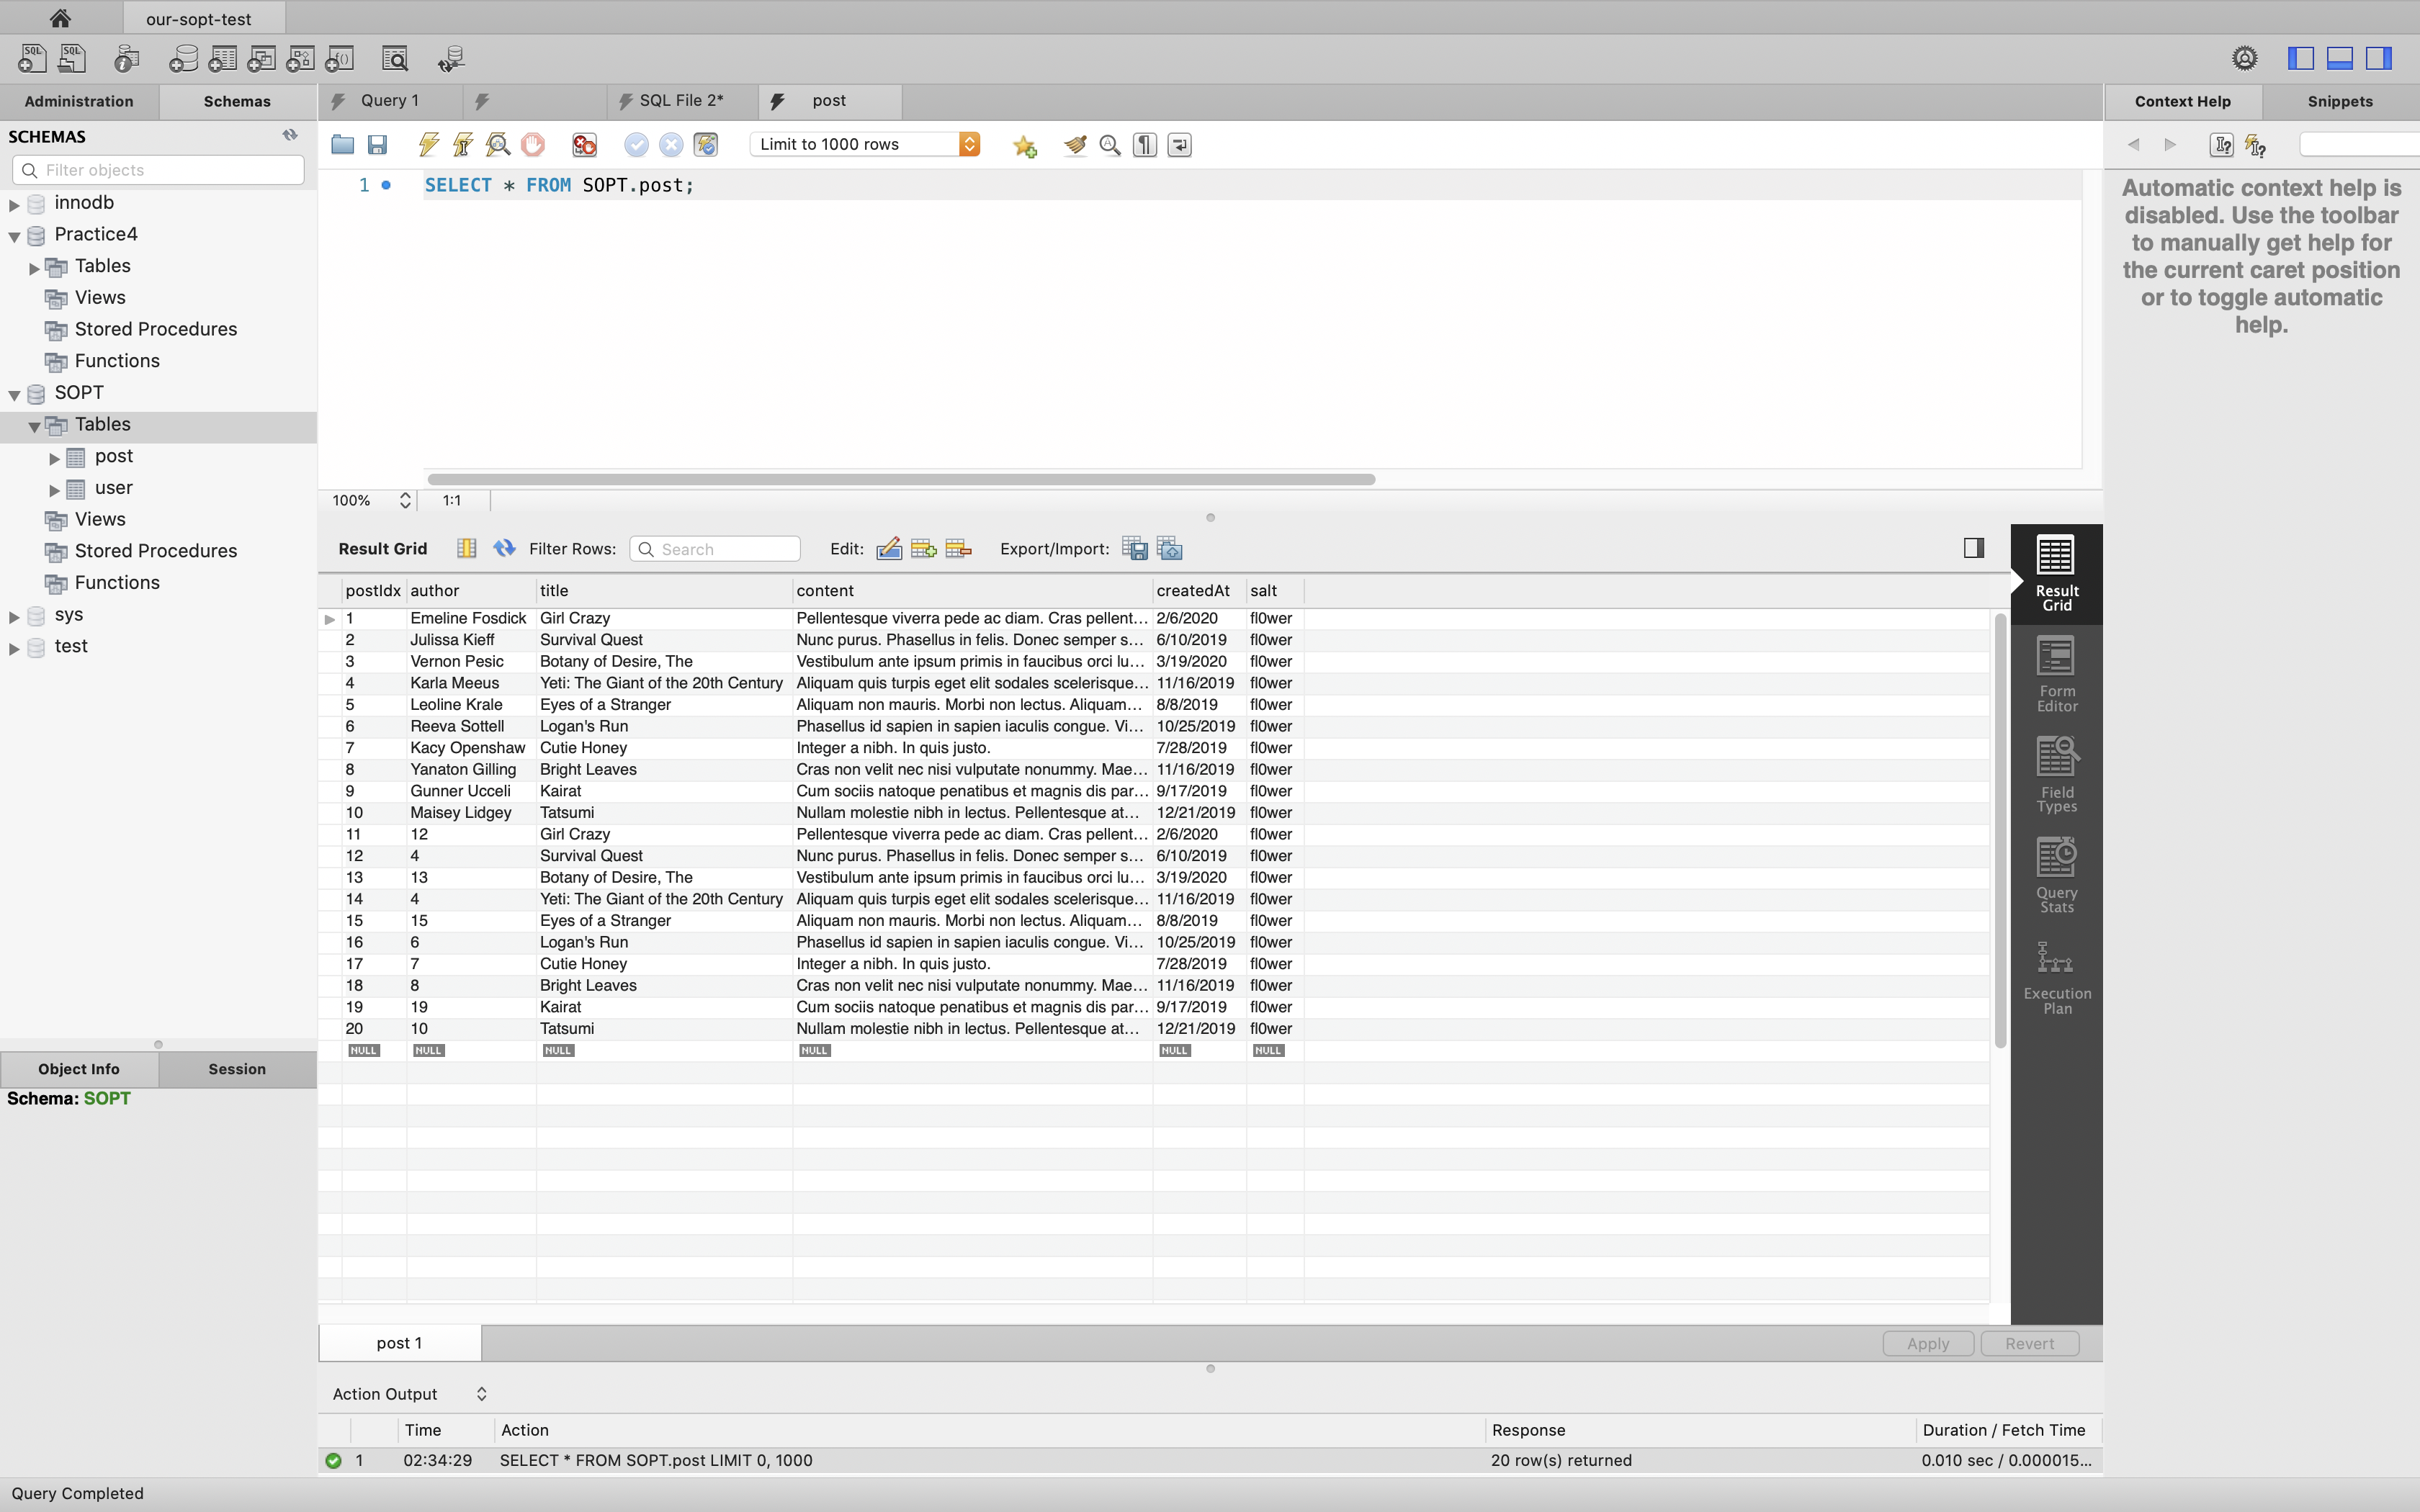 our-sopt-test
Administration
Schemas
Query 1
SQL File 2*
post
Context Help
Snippets
SCHEMAS
Filter objects
Limit to 1000 rows
1
SELECT * FROM SOPT.post;
innodb
Practice4
Tables
Views
Stored Procedures
Functions
SOPT
Tables
post
user
Views
Stored Procedures
Functions
sys
test
Automatic context help is
disabled. Use the toolbar
to manually get help for
the current caret position
or to toggle automatic
help.
100%
1:1
Result Grid
Filter Rows:
Search
Edit:
Export/Import:
postIdx author title content createdAt salt
1 Emeline Fosdick Girl Crazy Pellentesque viverra pede ac diam. Cras pellent... 2/6/2020 fl0wer
2 Julissa Kieff Survival Quest Nunc purus. Phasellus in felis. Donec semper s... 6/10/2019 fl0wer
3 Vernon Pesic Botany of Desire, The Vestibulum ante ipsum primis in faucibus orci lu... 3/19/2020 fl0wer
4 Karla Meeus Yeti: The Giant of the 20th Century Aliquam quis turpis eget elit sodales scelerisque... 11/16/2019 fl0wer
5 Leoline Krale Eyes of a Stranger Aliquam non mauris. Morbi non lectus. Aliquam... 8/8/2019 fl0wer
6 Reeva Sottell Logan's Run Phasellus id sapien in sapien iaculis congue. Vi... 10/25/2019 fl0wer
7 Kacy Openshaw Cutie Honey Integer a nibh. In quis justo. 7/28/2019 fl0wer
8 Yanaton Gilling Bright Leaves Cras non velit nec nisi vulputate nonummy. Mae... 11/16/2019 fl0wer
9 Gunner Ucceli Kairat Cum sociis natoque penatibus et magnis dis par... 9/17/2019 fl0wer
10 Maisey Lidgey Tatsumi Nullam molestie nibh in lectus. Pellentesque at... 12/21/2019 fl0wer
11 12 Girl Crazy Pellentesque viverra pede ac diam. Cras pellent... 2/6/2020 fl0wer
12 4 Survival Quest Nunc purus. Phasellus in felis. Donec semper s... 6/10/2019 fl0wer
13 13 Botany of Desire, The Vestibulum ante ipsum primis in faucibus orci lu... 3/19/2020 fl0wer
14 4 Yeti: The Giant of the 20th Century Aliquam quis turpis eget elit sodales scelerisque... 11/16/2019 fl0wer
15 15 Eyes of a Stranger Aliquam non mauris. Morbi non lectus. Aliquam... 8/8/2019 fl0wer
16 6 Logan's Run Phasellus id sapien in sapien iaculis congue. Vi... 10/25/2019 fl0wer
17 7 Cutie Honey Integer a nibh. In quis justo. 7/28/2019 fl0wer
18 8 Bright Leaves Cras non velit nec nisi vulputate nonummy. Mae... 11/16/2019 fl0wer
19 19 Kairat Cum sociis natoque penatibus et magnis dis par... 9/17/2019 fl0wer
20 10 Tatsumi Nullam molestie nibh in lectus. Pellentesque at... 12/21/2019 fl0wer
NULL NULL NULL NULL NULL NULL
Result
Grid
Form
Editor
Field
Types
Query
Stats
Execution
Plan
Object Info
Session
Schema: SOPT
post 1
Apply
Revert
Action Output
Time Action Response Duration / Fetch Time
1 02:34:29 SELECT * FROM SOPT.post LIMIT 0, 1000 20 row(s) returned 0.010 sec / 0.000015...
Query Completed